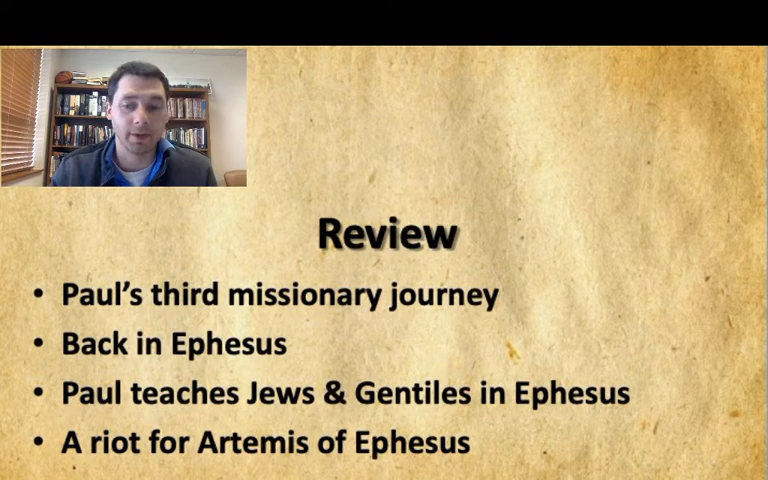 Review
• Paul's third missionary journey
• Back in Ephesus
• Paul teaches Jews & Gentiles in Ephesus
• A riot for Artemis of Ephesus